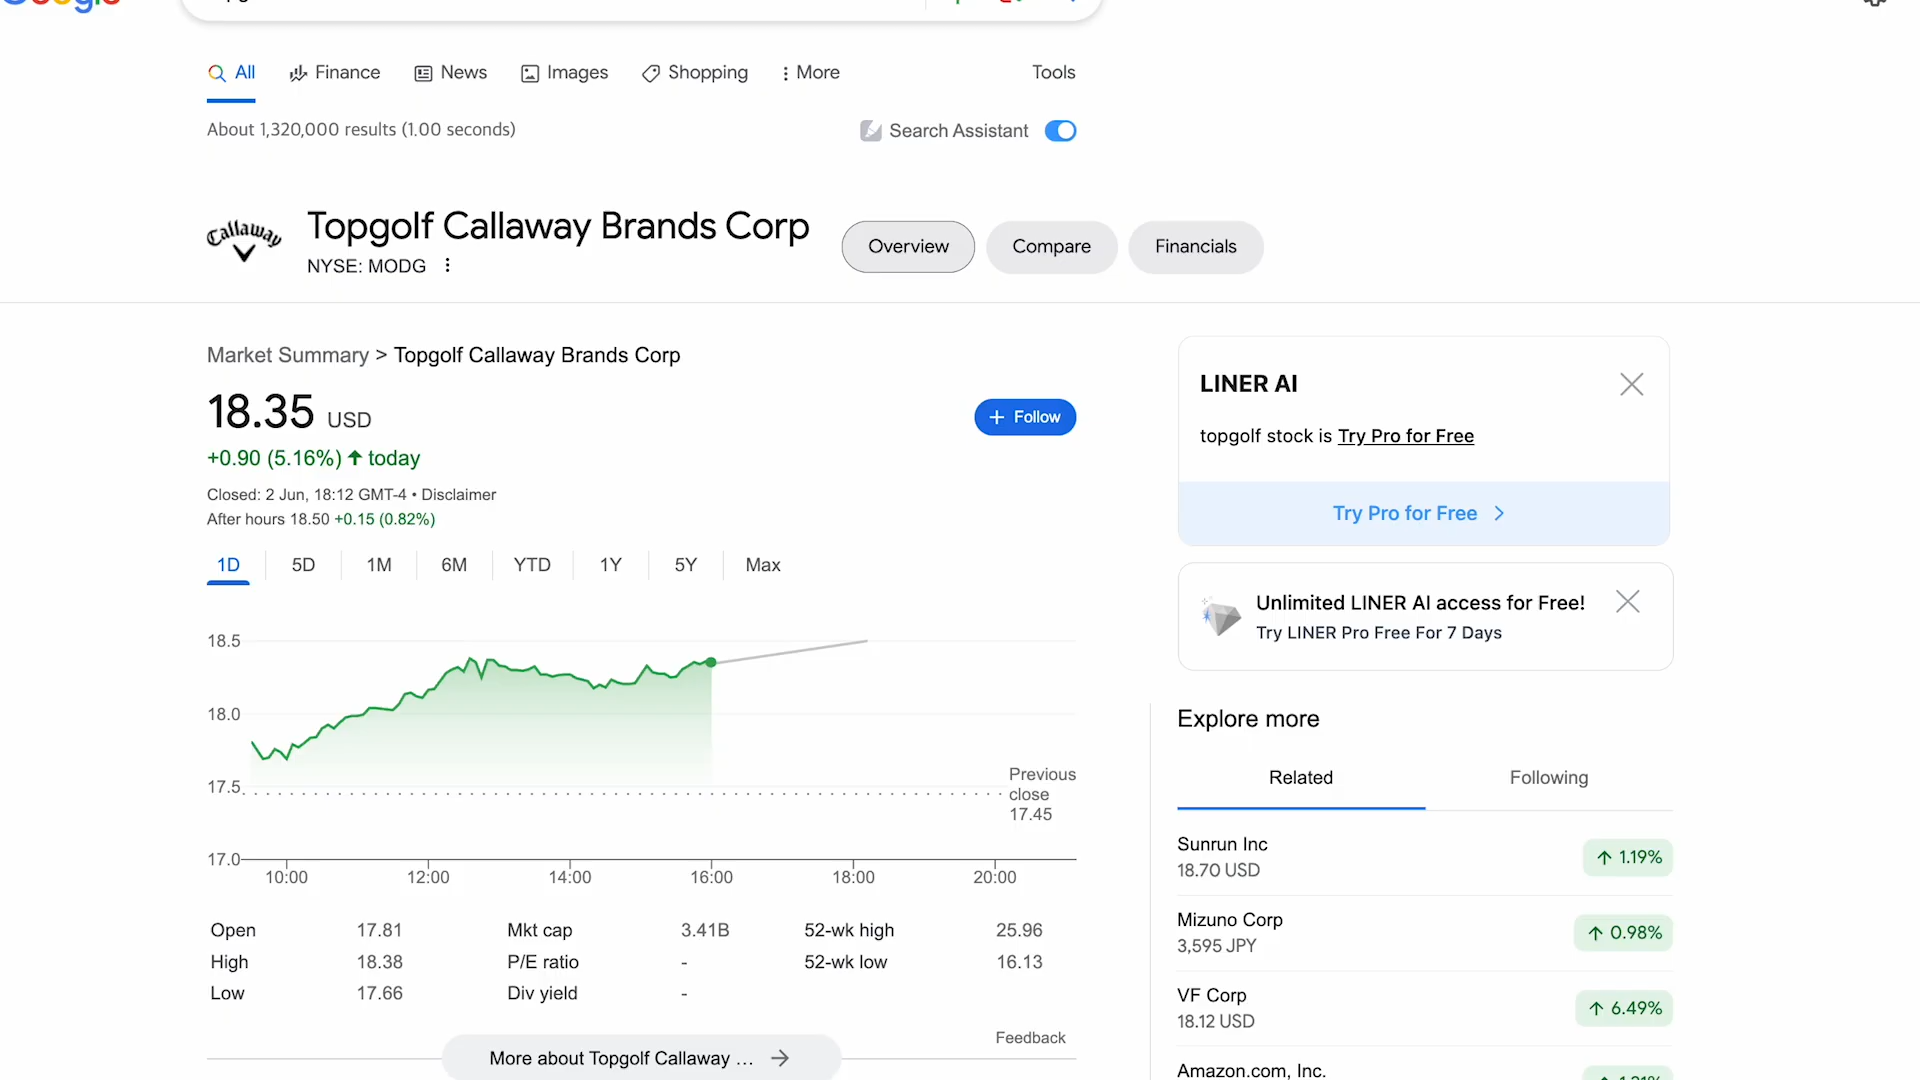 All Finance News Images Shopping More Tools
About 1,320,000 results (1.00 seconds)
Search Assistant
Callaway
Topgolf Callaway Brands Corp
NYSE: MODG
Overview Compare Financials
Market Summary > Topgolf Callaway Brands Corp
18.35 USD
+ Follow
+0.90 (5.16%) today
Closed: 2 Jun, 18:12 GMT-4 • Disclaimer
After hours 18.50 +0.15 (0.82%)
1D 5D 1M 6M YTD 1Y 5Y Max
18.5
18.0
17.5
17.0
Previous
close
17.45
10:00 12:00 14:00 16:00 18:00 20:00
Open 17.81 Mkt cap 3.41B 52-wk high 25.96
High 18.38 P/E ratio - 52-wk low 16.13
Low 17.66 Div yield -
Feedback
More about Topgolf Callaway ...
LINER AI
topgolf stock is Try Pro for Free
Try Pro for Free
Unlimited LINER AI access for Free!
Try LINER Pro Free For 7 Days
Explore more
Related Following
Sunrun Inc
18.70 USD
1.19%
Mizuno Corp
3,595 JPY
0.98%
VF Corp
18.12 USD
6.49%
Amazon.com, Inc.